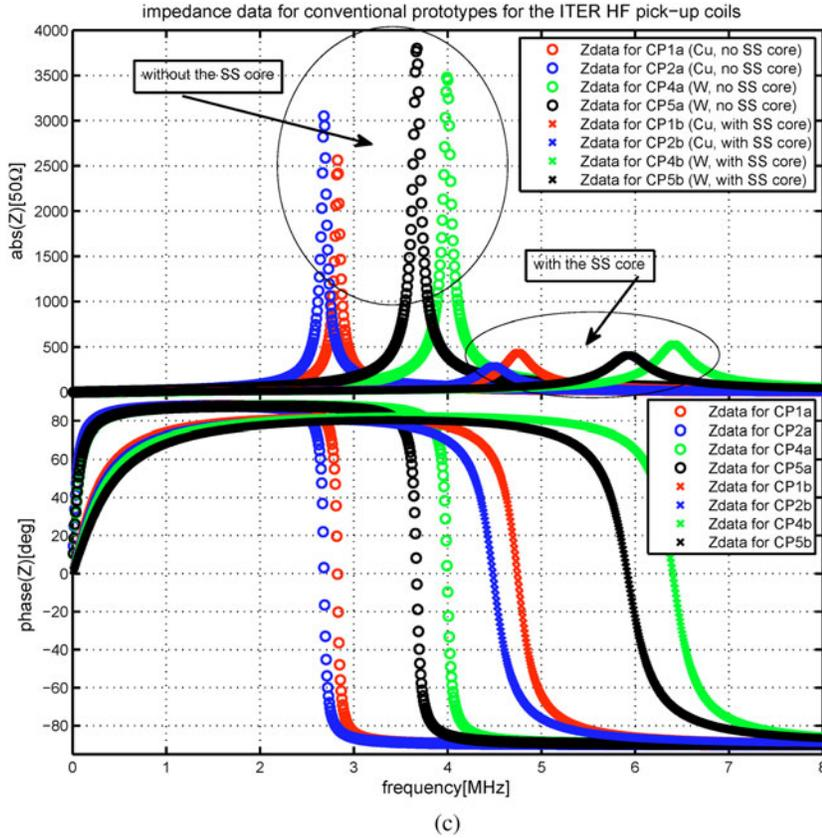 impedance data for conventional prototypes for the ITER HF pick-up coils
abs(Z)[50Ω]
4000
3500
3000
2500
2000
1500
1000
500
0
without the SS core
with the SS core
Zdata for CP1a (Cu, no SS core)
Zdata for CP2a (Cu, no SS core)
Zdata for CP4a (W, no SS core)
Zdata for CP5a (W, no SS core)
Zdata for CP1b (Cu, with SS core)
Zdata for CP2b (Cu, with SS core)
Zdata for CP4b (W, with SS core)
Zdata for CP5b (W, with SS core)
phase(Z)[deg]
80
60
40
20
0
−20
−40
−60
−80
Zdata for CP1a
Zdata for CP2a
Zdata for CP4a
Zdata for CP5a
Zdata for CP1b
Zdata for CP2b
Zdata for CP4b
Zdata for CP5b
0 1 2 3 4 5 6 7 8
frequency[MHz]
(c)